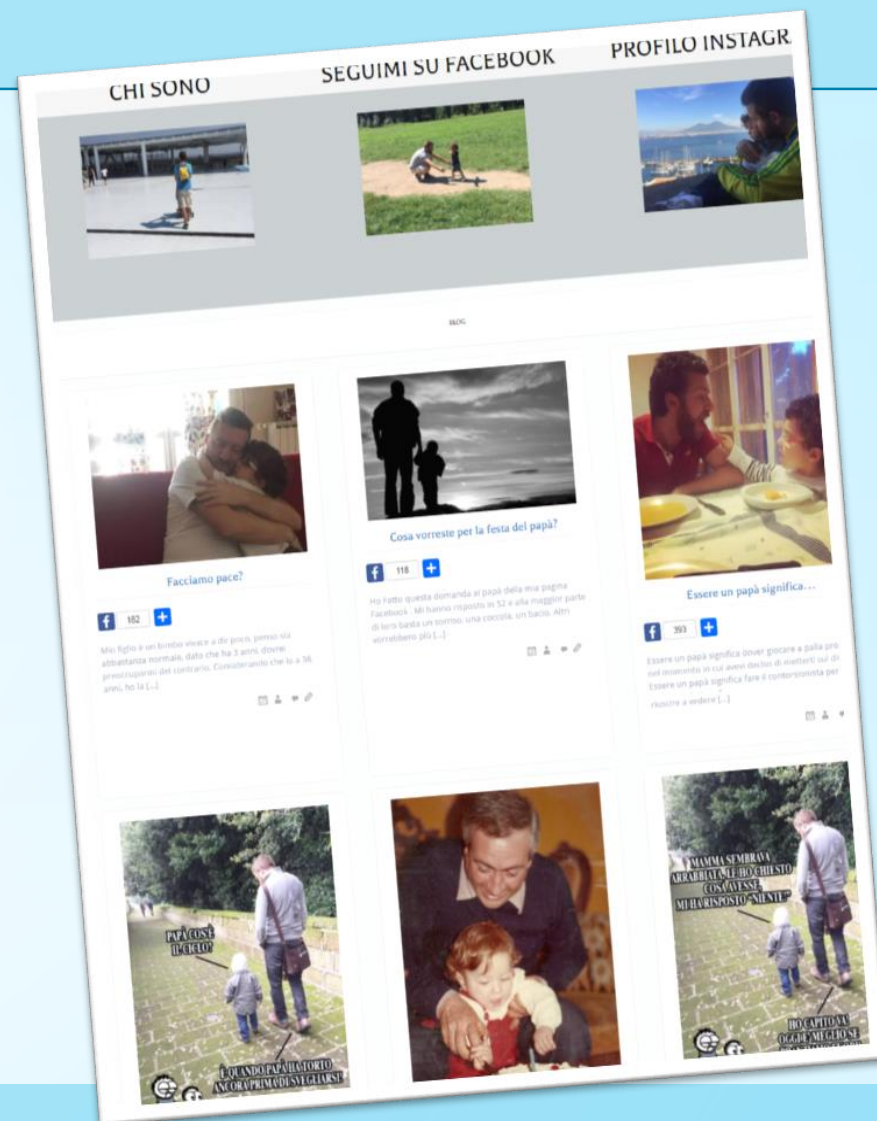 CHI SONO
SEGUIMI SU FACEBOOK
PROFILO INSTAGR
BLOG
Facciamo pace?
182
Mio figlio è un bimbo vivace a dir poco, penso sia
abbastanza normale, dato che ha 3 anni, dovrei
preoccuparmi del contrario. Considerando che io a 38
anni, ho la [...]
Cosa vorreste per la festa del papà?
118
Ho Fatto questa domanda ai papà della mia pagina
Facebook . Mi hanno risposto in 52 e alla maggior parte
di loro basta un sorriso, una coccola, un bacio. Altri
vorrebbero più [...]
Essere un papà significa...
393
Essere un papà significa dover giocare a palla pro
nel momento in cui avevi deciso di metterti sul di
Essere un papà significa fare il contorsionista per
riuscire a vedere [...]
PAPÀ COS'È
IL CICLO?
È QUANDO PAPÀ HA TORTO
ANCORA PRIMA DI SVEGLIARSI!
MAMMA SEMBRAVA
ARRABBIATA, LE HO CHIESTO
COSA AVESSE,
MI HA RISPOSTO "NIENTE!"
HO CAPITO VA!
OGGI E' MEGLIO SE